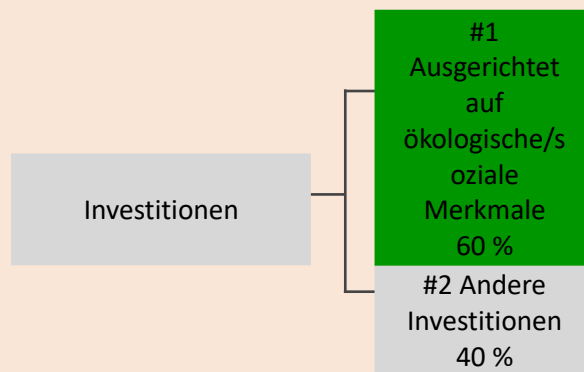 #1
Ausgerichtet
auf
ökologische/s
oziale
Merkmale
60 %
Investitionen
#2 Andere
Investitionen
40 %